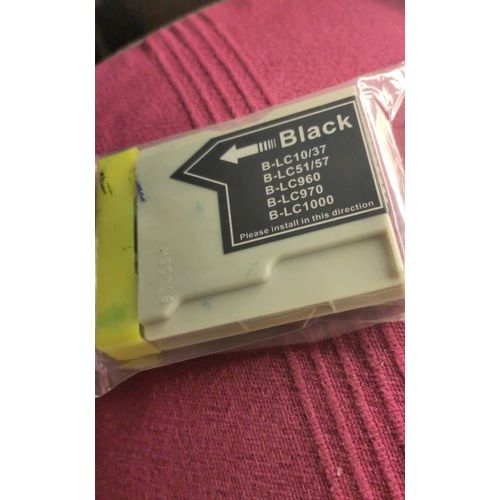 Black
B-LC10/37
B-LC51/57
B-LC960
B-LC970
B-LC1000
Please install in this direction